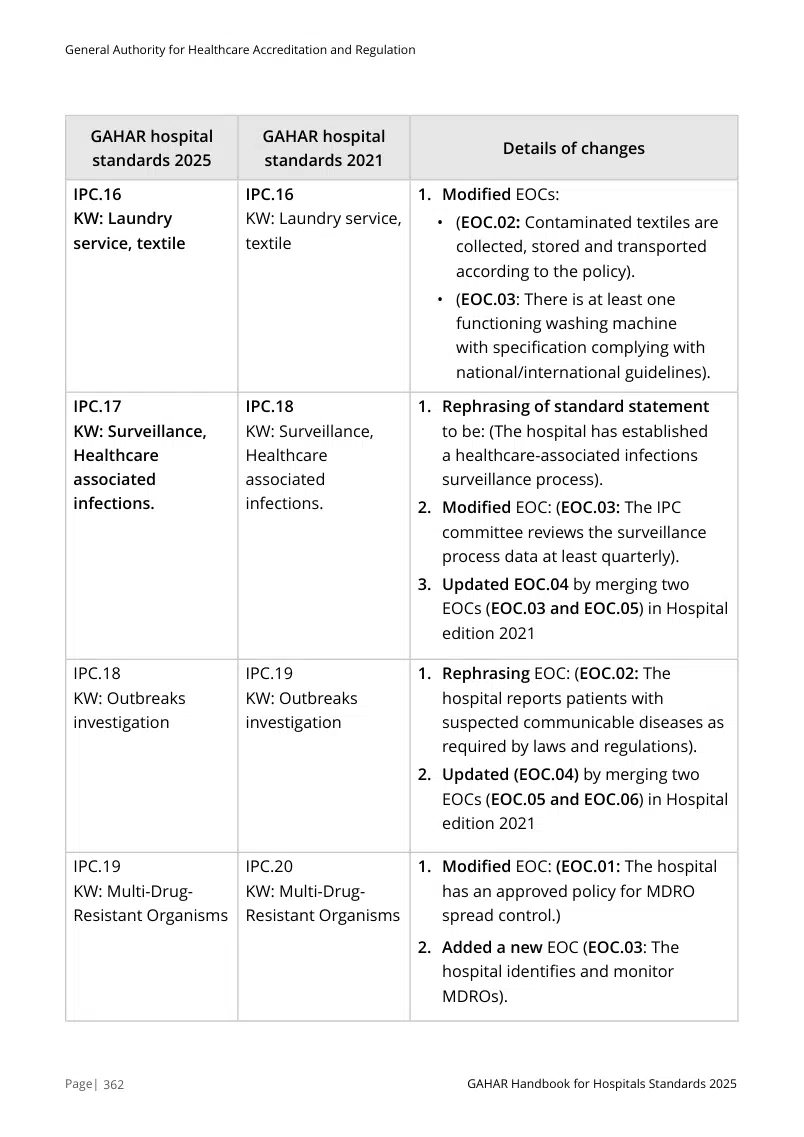 General Authority for Healthcare Accreditation and Regulation
GAHAR hospital
standards 2025
GAHAR hospital
standards 2021
Details of changes
IPC.16
KW: Laundry
service, textile
IPC.16
KW: Laundry service,
textile
1. Modified EOCs:
• (EOC.02: Contaminated textiles are
collected, stored and transported
according to the policy).
• (EOC.03: There is at least one
functioning washing machine
with specification complying with
national/international guidelines).
IPC.17
KW: Surveillance,
Healthcare
associated
infections.
IPC.18
KW: Surveillance,
Healthcare
associated
infections.
1. Rephrasing of standard statement
to be: (The hospital has established
a healthcare-associated infections
surveillance process).
2. Modified EOC: (EOC.03: The IPC
committee reviews the surveillance
process data at least quarterly).
3. Updated EOC.04 by merging two
EOCs (EOC.03 and EOC.05) in Hospital
edition 2021
IPC.18
KW: Outbreaks
investigation
IPC.19
KW: Outbreaks
investigation
1. Rephrasing EOC: (EOC.02: The
hospital reports patients with
suspected communicable diseases as
required by laws and regulations).
2. Updated (EOC.04) by merging two
EOCs (EOC.05 and EOC.06) in Hospital
edition 2021
IPC.19
KW: Multi-Drug-
Resistant Organisms
IPC.20
KW: Multi-Drug-
Resistant Organisms
1. Modified EOC: (EOC.01: The hospital
has an approved policy for MDRO
spread control.)
2. Added a new EOC (EOC.03: The
hospital identifies and monitor
MDROs).
Page| 362
GAHAR Handbook for Hospitals Standards 2025